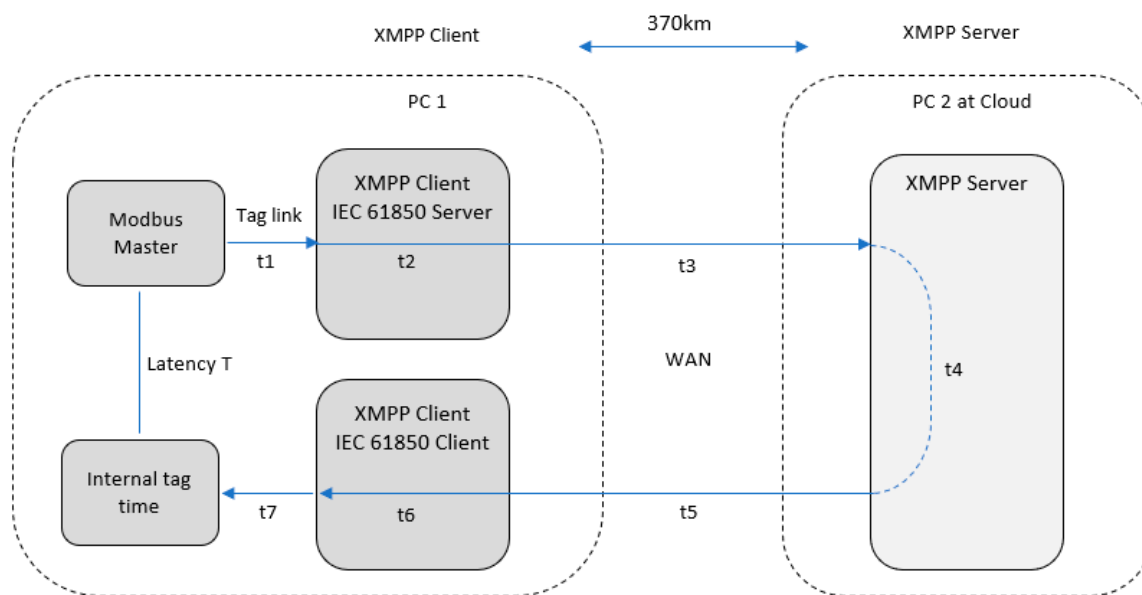 XMPP Client
370km
XMPP Server
PC 1
PC 2 at Cloud
XMPP Client
IEC 61850 Server
XMPP Server
Modbus
Master
Tag link
t1
t2
t3
Latency T
WAN
t4
XMPP Client
IEC 61850 Client
Internal tag
time
t7
t6
t5